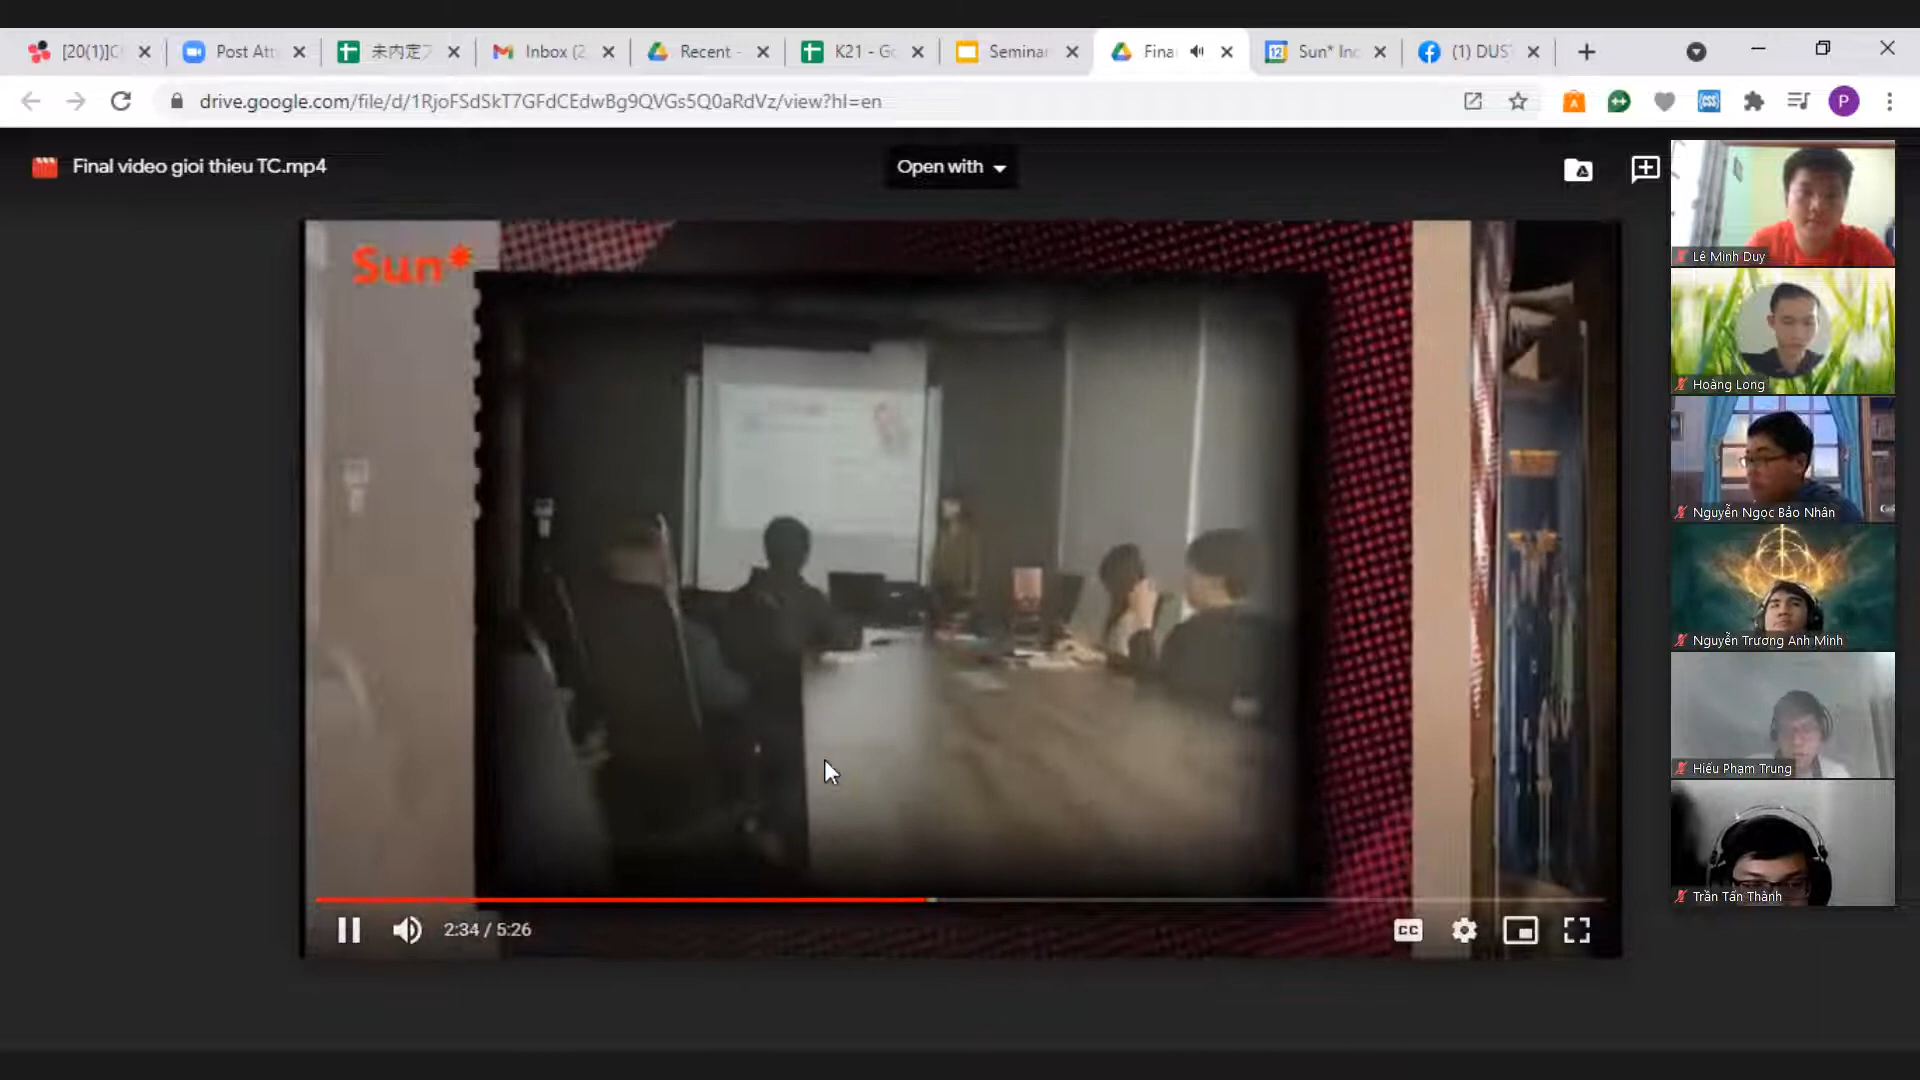 [20(1)]C
Post Att
未内定
Inbox (2
Recent -
K21 - Go
Seminar
Final
Sun* Inc
(1) DUS
drive.google.com/file/d/1RjoFSdSkT7GFdCEdwBg9QVGs5Q0aRdVz/view?hl=en
P
Final video gioi thieu TC.mp4
Open with
Sun*
2:34 / 5:26
CC
Lê Minh Duy
Hoàng Long
Nguyễn Ngọc Bảo Nhân
Nguyễn Trương Anh Minh
Hiếu Phạm Trung
Trần Tấn Thành